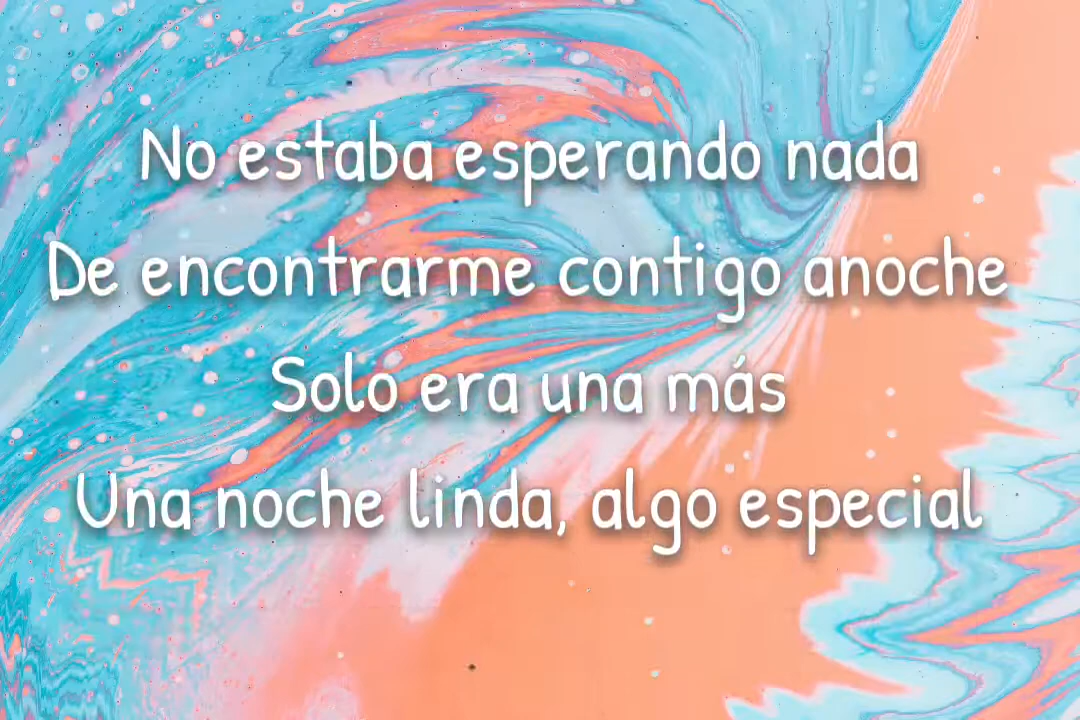 No estaba esperando nada
De encontrarme contigo anoche
Solo era una más
Una noche linda, algo especial